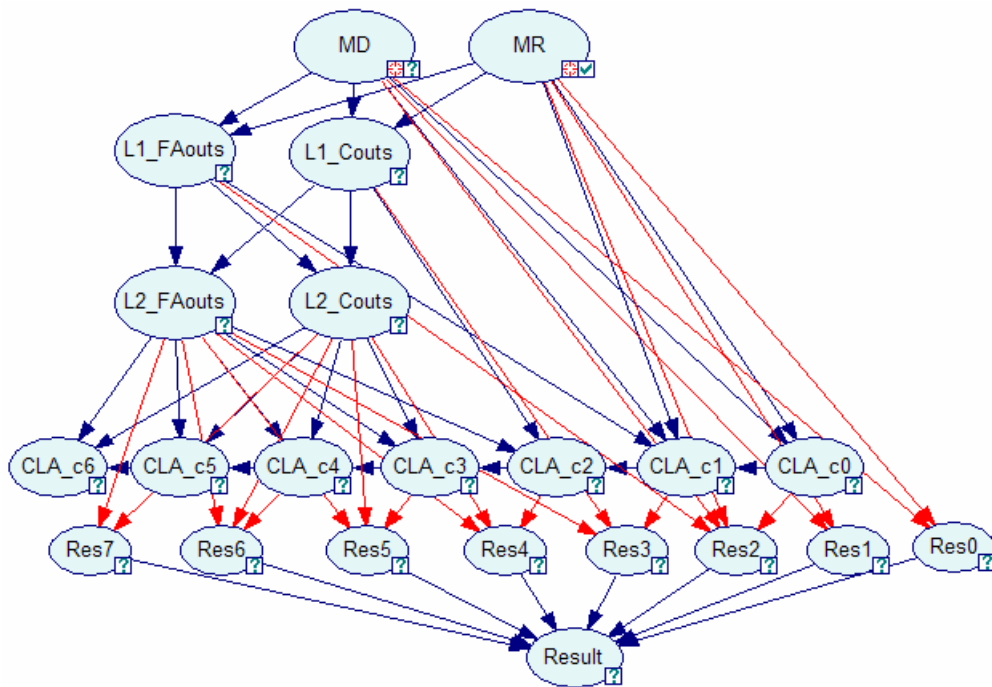 MD MR
L1_FAouts L1_Couts
L2_FAouts L2_Couts
CLA_c6 CLA_c5 CLA_c4 CLA_c3 CLA_c2 CLA_c1 CLA_c0
Res7 Res6 Res5 Res4 Res3 Res2 Res1 Res0
Result